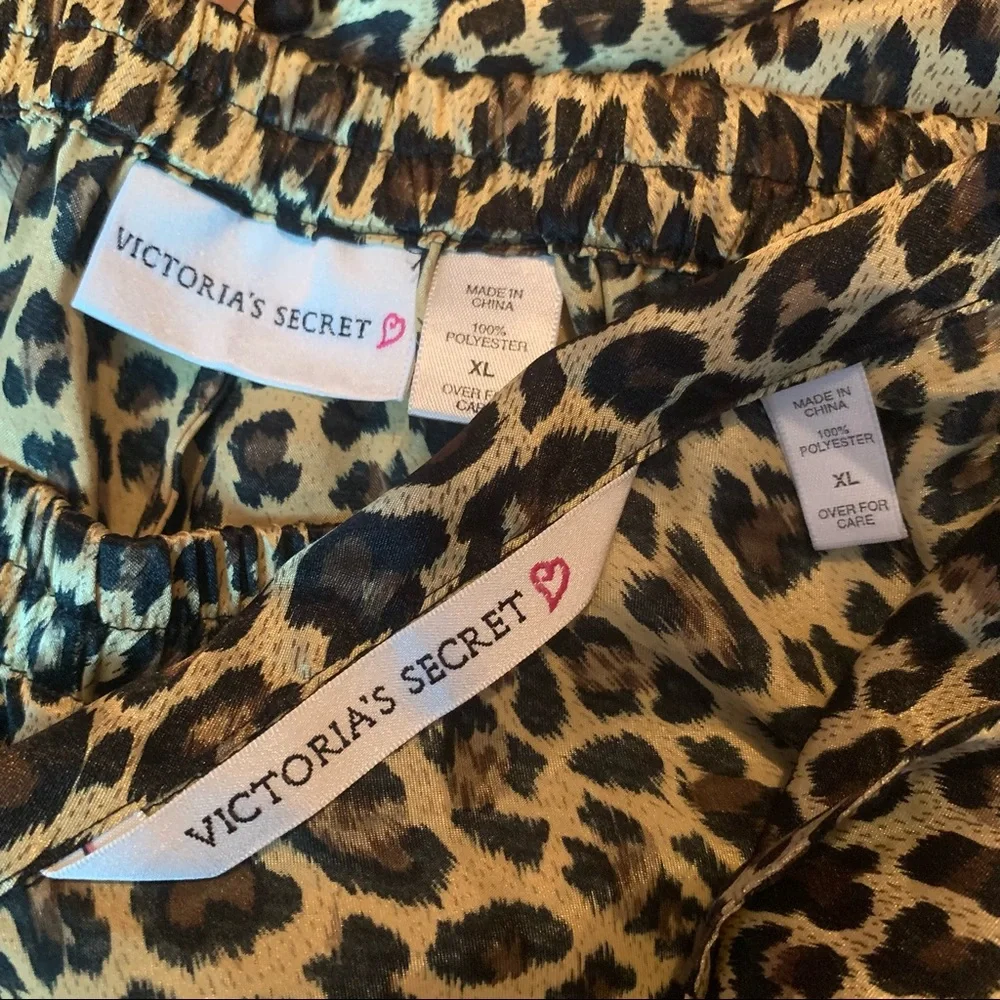 VICTORIA'S SECRET
MADE IN
CHINA
100%
POLYESTER
XL
OVER
MADE IN
CHINA
100%
POLYESTER
XL
OVER FOR
CARE
VICTORIA'S SECRET